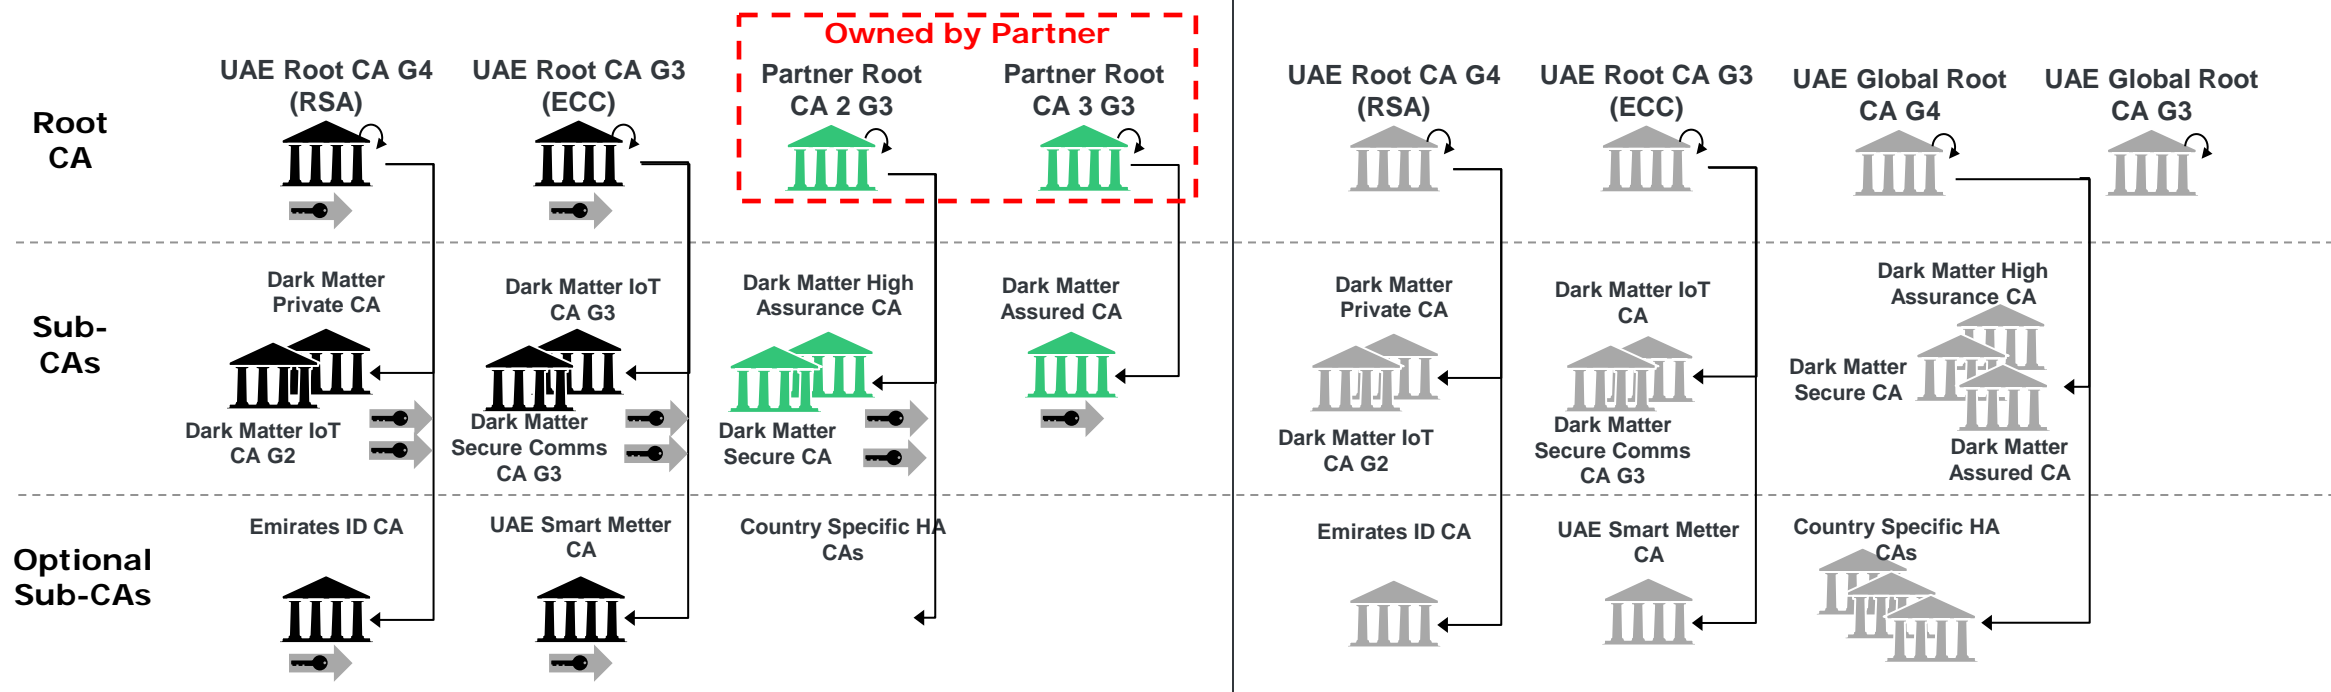 Owned by Partner
UAE Root CA G4
(RSA)
UAE Root CA G3
(ECC)
Partner Root
CA 2 G3
Partner Root
CA 3 G3
UAE Root CA G4
(RSA)
UAE Root CA G3
(ECC)
UAE Global Root
CA G4
UAE Global Root
CA G3
Root
CA
Sub-
CAs
Dark Matter
Private CA
Dark Matter IoT
CA G2
Dark Matter IoT
CA G3
Dark Matter
Secure Comms
CA G3
Dark Matter High
Assurance CA
Dark Matter
Secure CA
Dark Matter
Assured CA
Dark Matter
Private CA
Dark Matter IoT
CA G2
Dark Matter IoT
CA
Dark Matter
Secure Comms
CA G3
Dark Matter High
Assurance CA
Dark Matter
Secure CA
Dark Matter
Assured CA
Optional
Sub-CAs
Emirates ID CA
UAE Smart Metter
CA
Country Specific HA
CAs
Emirates ID CA
UAE Smart Metter
CA
Country Specific HA
CAs